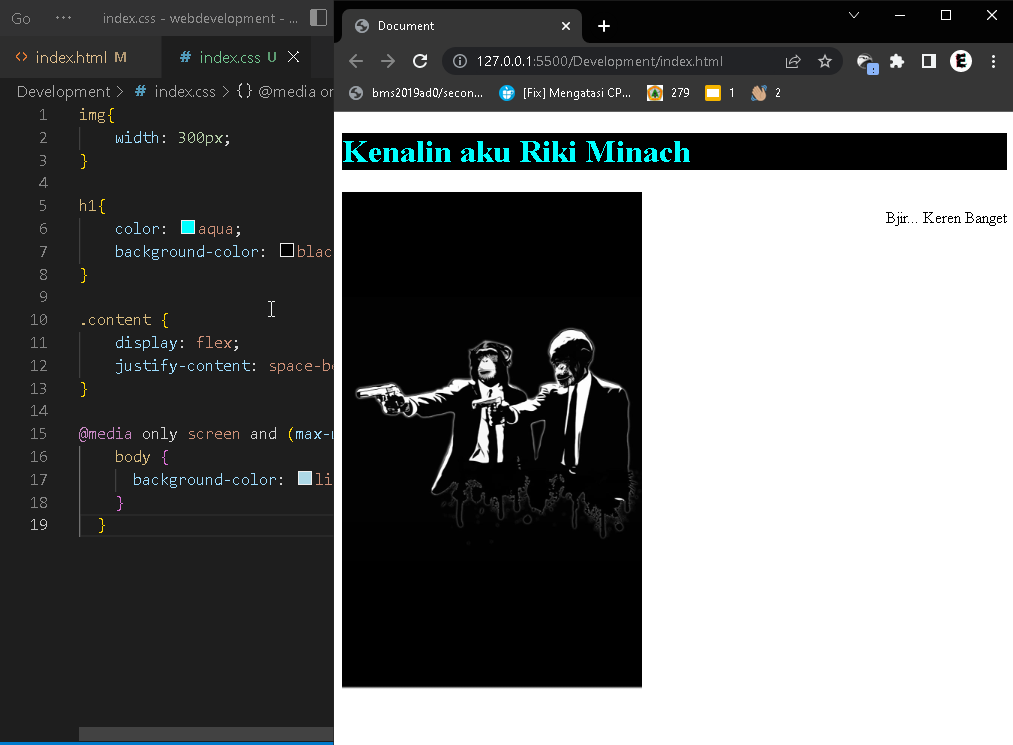 Go ··· index.css - webdevelopment - ...
index.html M
# index.css U
Development > # index.css > {} @media on
1 img{
2 width: 300px;
3 }
4
5 h1{
6 color: aqua;
7 background-color: blac
8 }
9
10 .content {
11 display: flex;
12 justify-content: space-be
13 }
14
15 @media only screen and (max-
16 body {
17 background-color: li
18 }
19 }
Document
127.0.0.1:5500/Development/index.html
E
bms2019ad0/secon...
[Fix] Mengatasi CP...
279
1
2
Kenalin aku Riki Minach
Bjir... Keren Banget